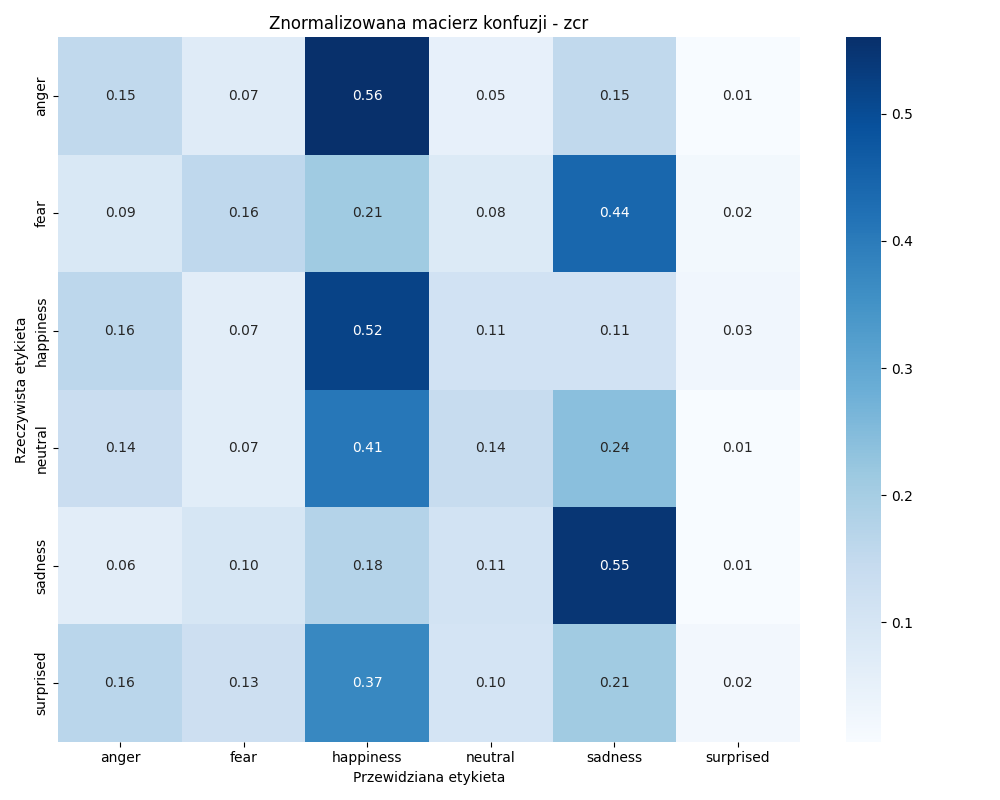 Znormalizowana macierz konfuzji - zcr
Rzeczywista etykieta
anger 0.15 0.07 0.56 0.05 0.15 0.01
fear 0.09 0.16 0.21 0.08 0.44 0.02
happiness 0.16 0.07 0.52 0.11 0.11 0.03
neutral 0.14 0.07 0.41 0.14 0.24 0.01
sadness 0.06 0.10 0.18 0.11 0.55 0.01
surprised 0.16 0.13 0.37 0.10 0.21 0.02
anger fear happiness neutral sadness surprised
Przewidziana etykieta
0.5
0.4
0.3
0.2
0.1